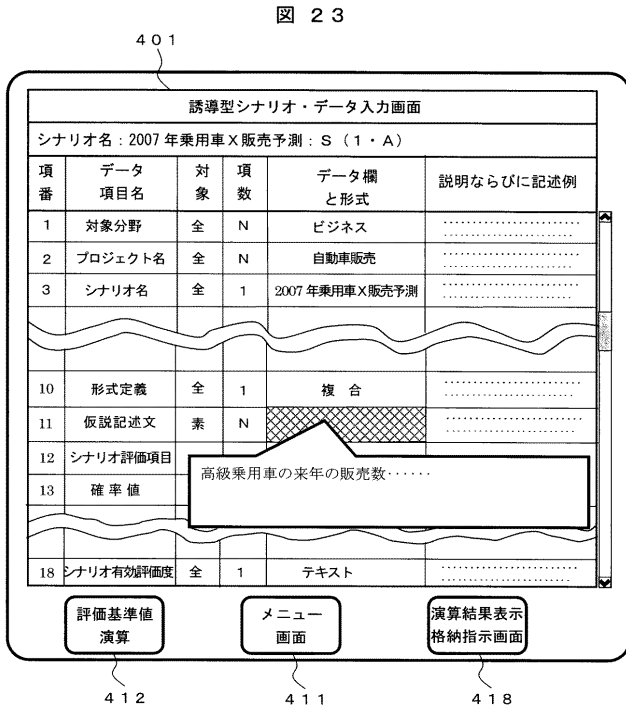 図 23
401
誘導型シナリオ・データ入力画面
シナリオ名：2007年乗用車X販売予測：S（1・A）
項番 データ項目名 対象 項数 データ欄と形式 説明ならびに記述例
1 対象分野 全 N ビジネス ‥‥‥‥‥‥‥
2 プロジェクト名 全 N 自動車販売 ‥‥‥‥‥‥‥
3 シナリオ名 全 1 2007年乗用車X販売予測 ‥‥‥‥‥‥‥
10 形式定義 全 1 複 合 ‥‥‥‥‥‥‥
11 仮説記述文 素 N ‥‥‥‥‥‥‥
12 シナリオ評価項目
13 確 率 値
高級乗用車の来年の販売数‥‥‥
18 シナリオ有効評価度 全 1 テキスト ‥‥‥‥‥‥‥
評価基準値演算
メニュー画面
演算結果表示格納指示画面
412
411
418